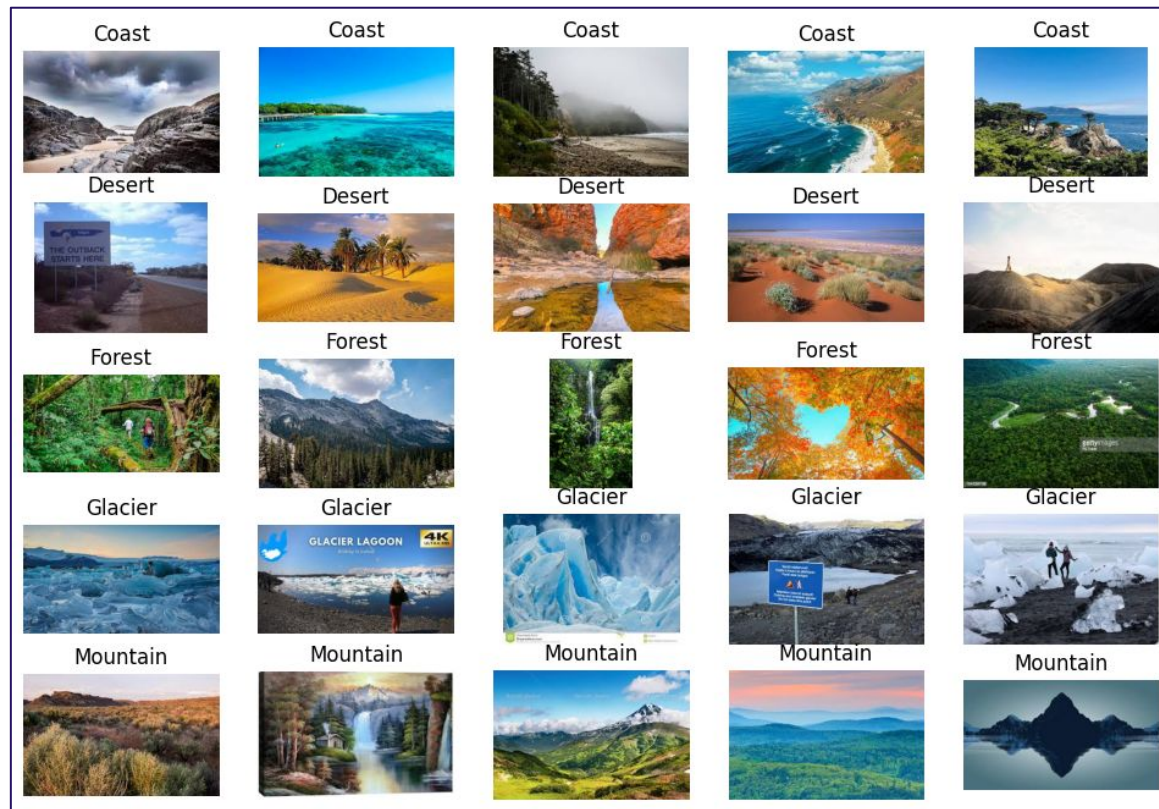 Coast
Coast
Coast
Coast
Coast
Desert
Desert
Desert
Desert
Desert
THE OUTBACK
STARTS HERE
Forest
Forest
Forest
Forest
Forest
gettyimages
Glacier
Glacier
Glacier
Glacier
Glacier
GLACIER LAGOON
4K
Mountain
Mountain
Mountain
Mountain
Mountain